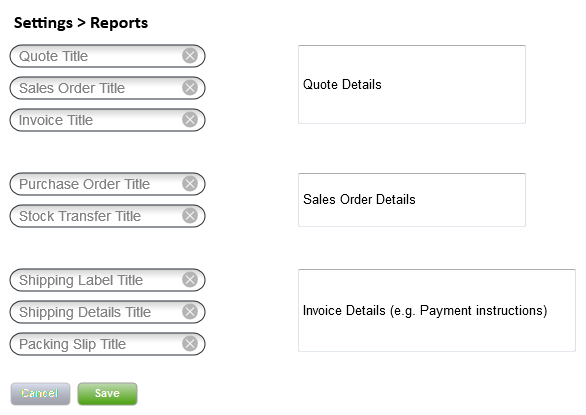 Settings > Reports
Quote Title
Sales Order Title
Invoice Title
Quote Details
Purchase Order Title
Stock Transfer Title
Sales Order Details
Shipping Label Title
Shipping Details Title
Packing Slip Title
Invoice Details (e.g. Payment instructions)
Cancel Save